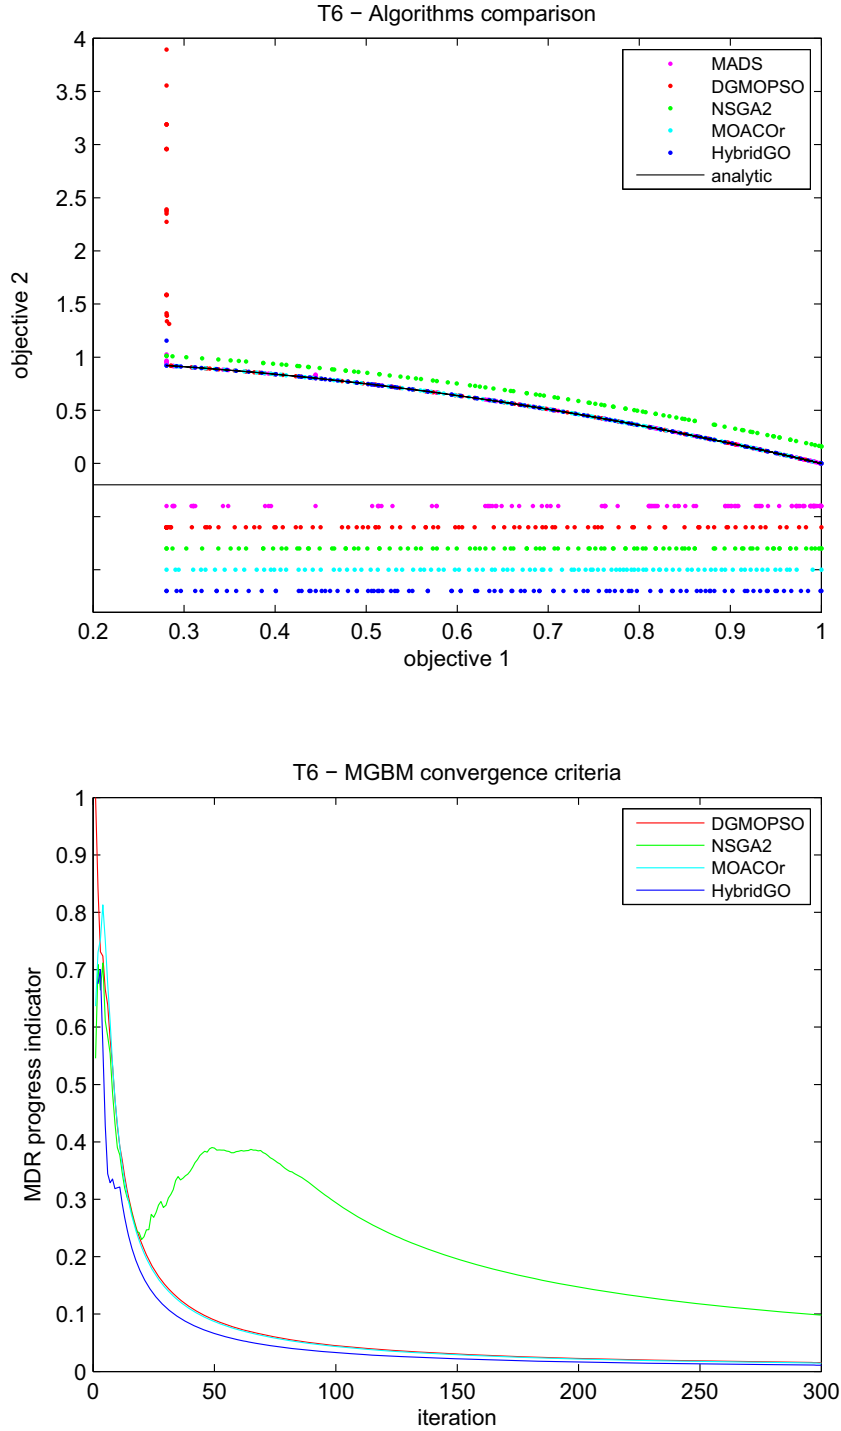 T6 − Algorithms comparison
4
3.5
3
2.5
2
1.5
1
0.5
0
objective 2
MADS
DGMOPSO
NSGA2
MOACOr
HybridGO
analytic
0.2 0.3 0.4 0.5 0.6 0.7 0.8 0.9 1
objective 1
T6 − MGBM convergence criteria
1
0.9
0.8
0.7
0.6
0.5
0.4
0.3
0.2
0.1
0
MDR progress indicator
DGMOPSO
NSGA2
MOACOr
HybridGO
0 50 100 150 200 250 300
iteration